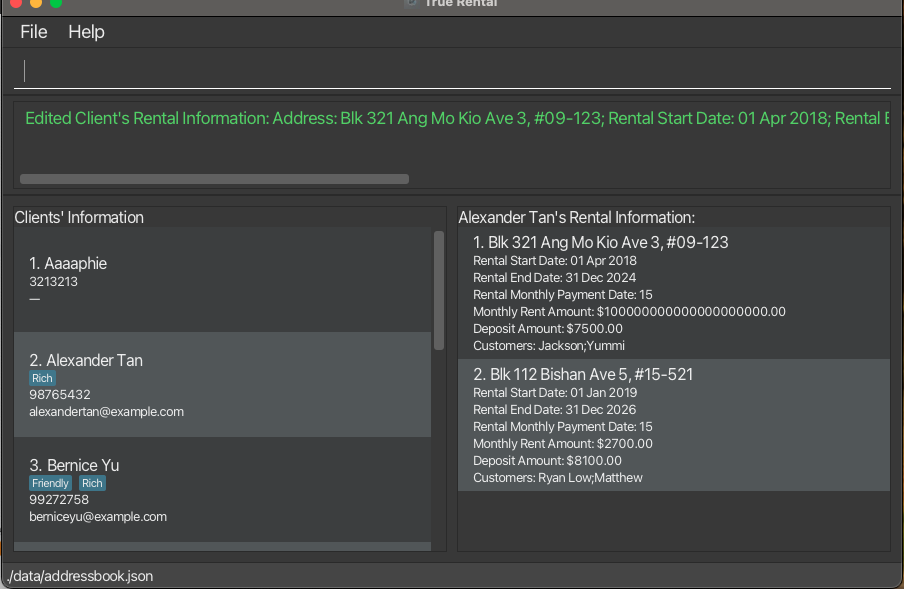 True Rental
File Help
Edited Client's Rental Information: Address: Blk 321 Ang Mo Kio Ave 3, #09-123; Rental Start Date: 01 Apr 2018; Rental
Clients' Information
1. Aaaaphie
3213213
—
2. Alexander Tan
Rich
98765432
alexandertan@example.com
3. Bernice Yu
Friendly Rich
99272758
berniceyu@example.com
Alexander Tan's Rental Information:
1. Blk 321 Ang Mo Kio Ave 3, #09-123
Rental Start Date: 01 Apr 2018
Rental End Date: 31 Dec 2024
Rental Monthly Payment Date: 15
Monthly Rent Amount: $100000000000000000000.00
Deposit Amount: $7500.00
Customers: Jackson;Yummi
2. Blk 112 Bishan Ave 5, #15-521
Rental Start Date: 01 Jan 2019
Rental End Date: 31 Dec 2026
Rental Monthly Payment Date: 15
Monthly Rent Amount: $2700.00
Deposit Amount: $8100.00
Customers: Ryan Low;Matthew
./data/addressbook.json